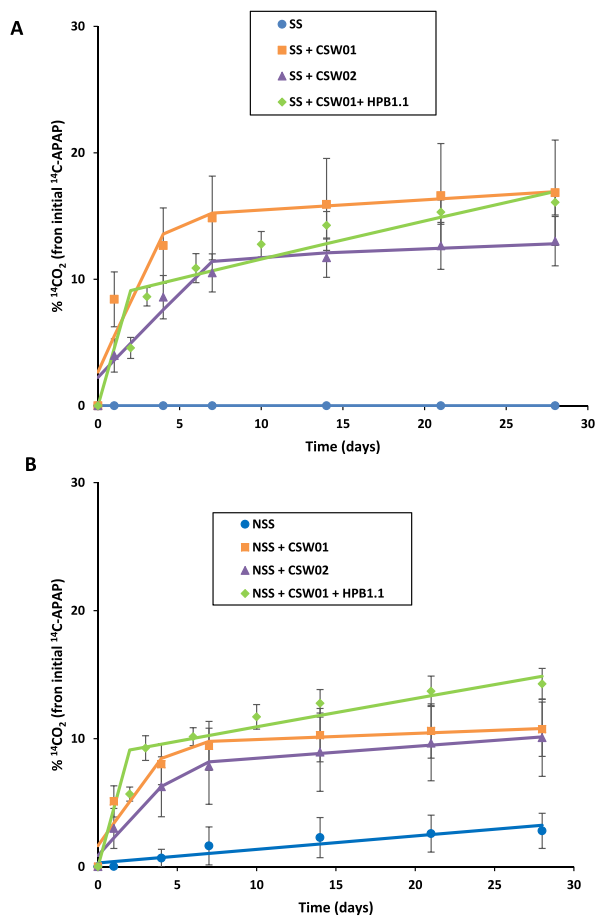 A
30
20
10
0
% ¹⁴CO₂ (fron initial ¹⁴C-APAP)
SS
SS + CSW01
SS + CSW02
SS + CSW01+ HPB1.1
0 5 10 15 20 25 30
Time (days)
B
30
20
10
0
% ¹⁴CO₂ (fron initial ¹⁴C-APAP)
NSS
NSS + CSW01
NSS + CSW02
NSS + CSW01 + HPB1.1
0 5 10 15 20 25 30
Time (days)